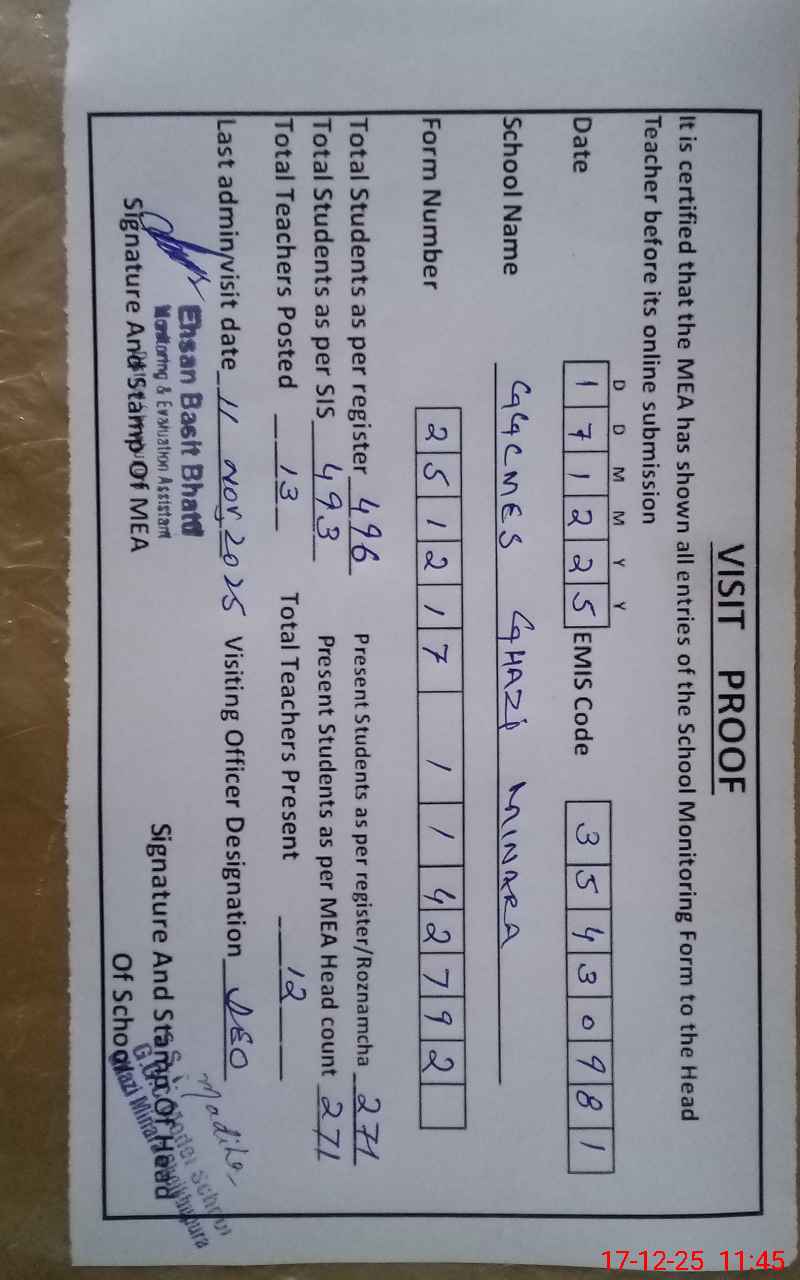 VISIT PROOF
It is certified that the MEA has shown all entries of the School Monitoring Form to the Head
Teacher before its online submission
D D M M Y Y
Date 1 7 1 2 2 5 EMIS Code 3 5 4 3 0 9 8 1
School Name GGCMES GHAZI MINARA
Form Number 2 5 1 2 1 7 1 1 4 2 7 9 2
Total Students as per register 496 Present Students as per register/Roznamcha 271
Total Students as per SIS 493 Present Students as per MEA Head count 271
Total Teachers Posted 13 Total Teachers Present 12
Last admin/visit date 11 Nov, 2025 Visiting Officer Designation DEO
Ehsan Basit Bhatti
Monitoring & Evaluation Assistant
Signature And Stamp Of MEA
Madiha
Signature And Stamp Of Head
Of School
Model School
Ghazi Minara Sheikhupura
17-12-25 11:45